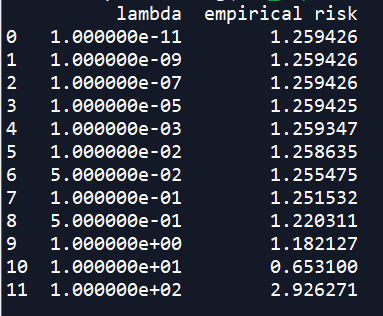 lambda empirical risk
0 1.000000e-11 1.259426
1 1.000000e-09 1.259426
2 1.000000e-07 1.259426
3 1.000000e-05 1.259425
4 1.000000e-03 1.259347
5 1.000000e-02 1.258635
6 5.000000e-02 1.255475
7 1.000000e-01 1.251532
8 5.000000e-01 1.220311
9 1.000000e+00 1.182127
10 1.000000e+01 0.653100
11 1.000000e+02 2.926271